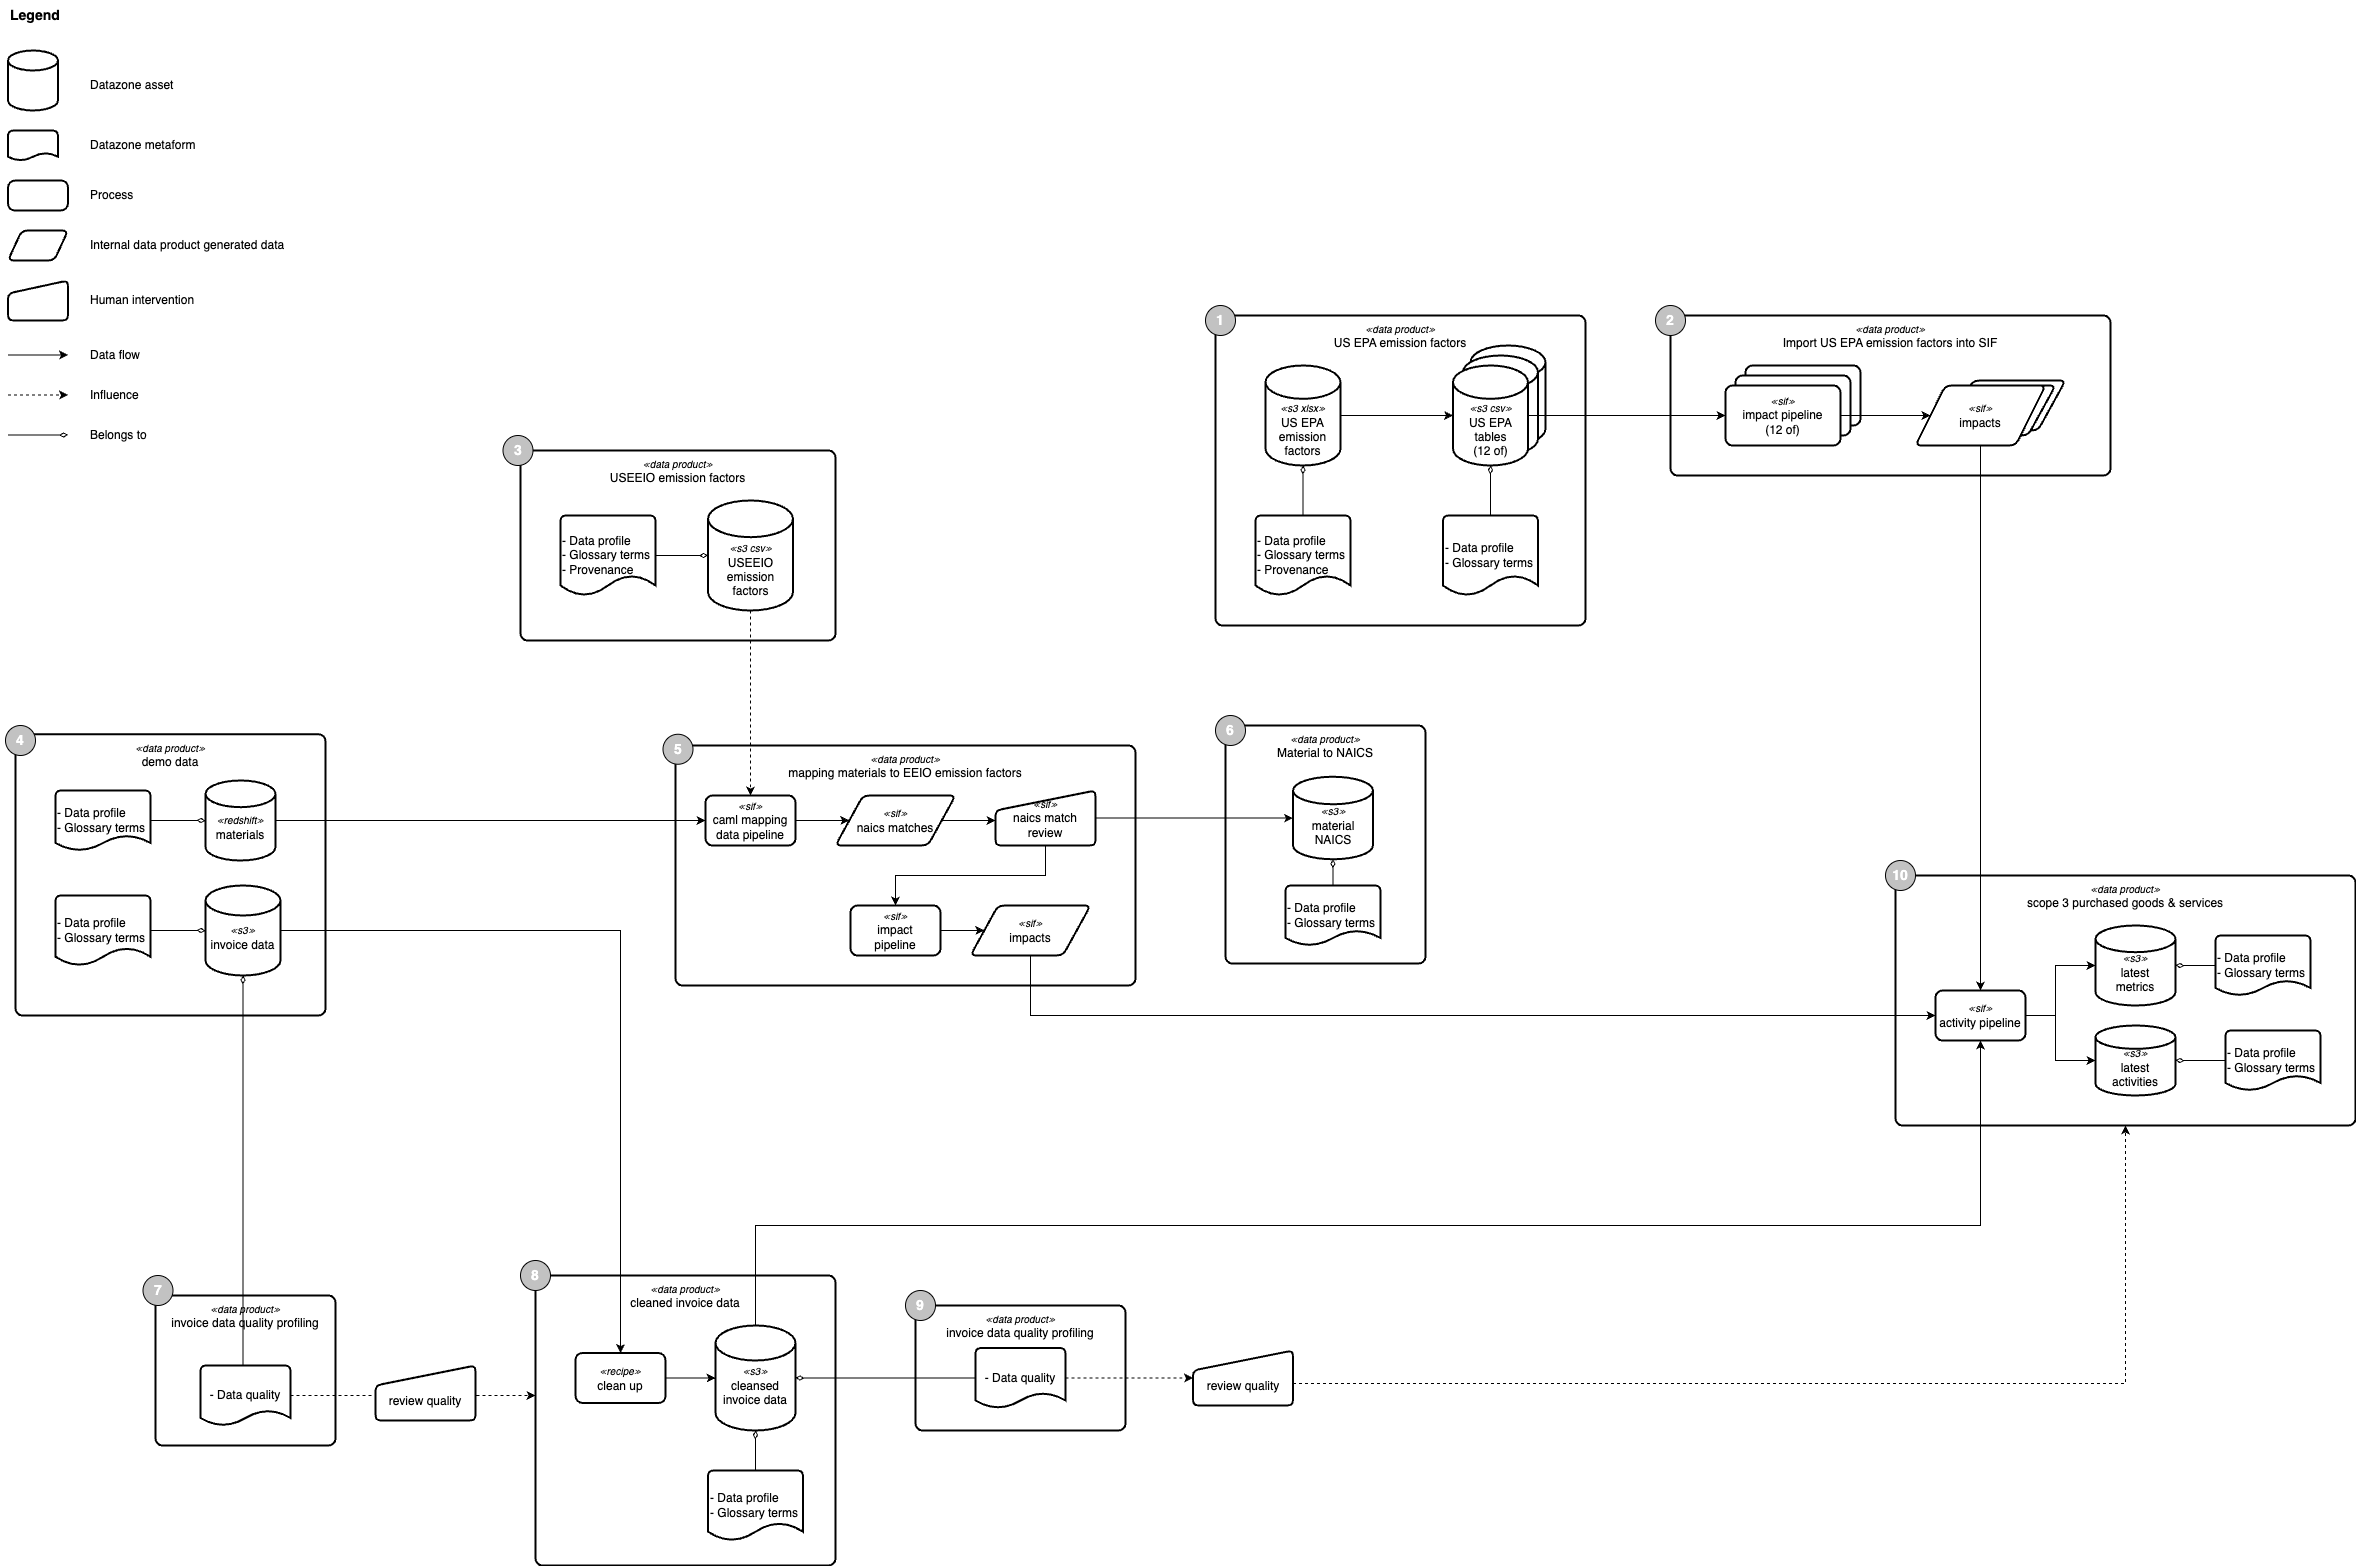 Legend
Datazone asset
Datazone metaform
Process
Internal data product generated data
Human intervention
Data flow
Influence
Belongs to
1
«data product»
US EPA emission factors
«s3 xlsx»
US EPA
emission
factors
«s3 csv»
US EPA
tables
(12 of)
- Data profile
- Glossary terms
- Provenance
- Data profile
- Glossary terms
2
«data product»
Import US EPA emission factors into SIF
«sif»
impact pipeline
(12 of)
«sif»
impacts
3
«data product»
USEEIO emission factors
- Data profile
- Glossary terms
- Provenance
«s3 csv»
USEEIO
emission
factors
4
«data product»
demo data
- Data profile
- Glossary terms
«redshift»
materials
- Data profile
- Glossary terms
«s3»
invoice data
5
«data product»
mapping materials to EEIO emission factors
«sif»
caml mapping
data pipeline
«sif»
naics matches
«sif»
naics match
review
«sif»
impact
pipeline
«sif»
impacts
6
«data product»
Material to NAICS
«s3»
material
NAICS
- Data profile
- Glossary terms
7
«data product»
invoice data quality profiling
- Data quality
review quality
8
«data product»
cleaned invoice data
«recipe»
clean up
«s3»
cleansed
invoice data
- Data profile
- Glossary terms
9
«data product»
invoice data quality profiling
- Data quality
review quality
10
«data product»
scope 3 purchased goods & services
«sif»
activity pipeline
«s3»
latest
metrics
- Data profile
- Glossary terms
«s3»
latest
activities
- Data profile
- Glossary terms